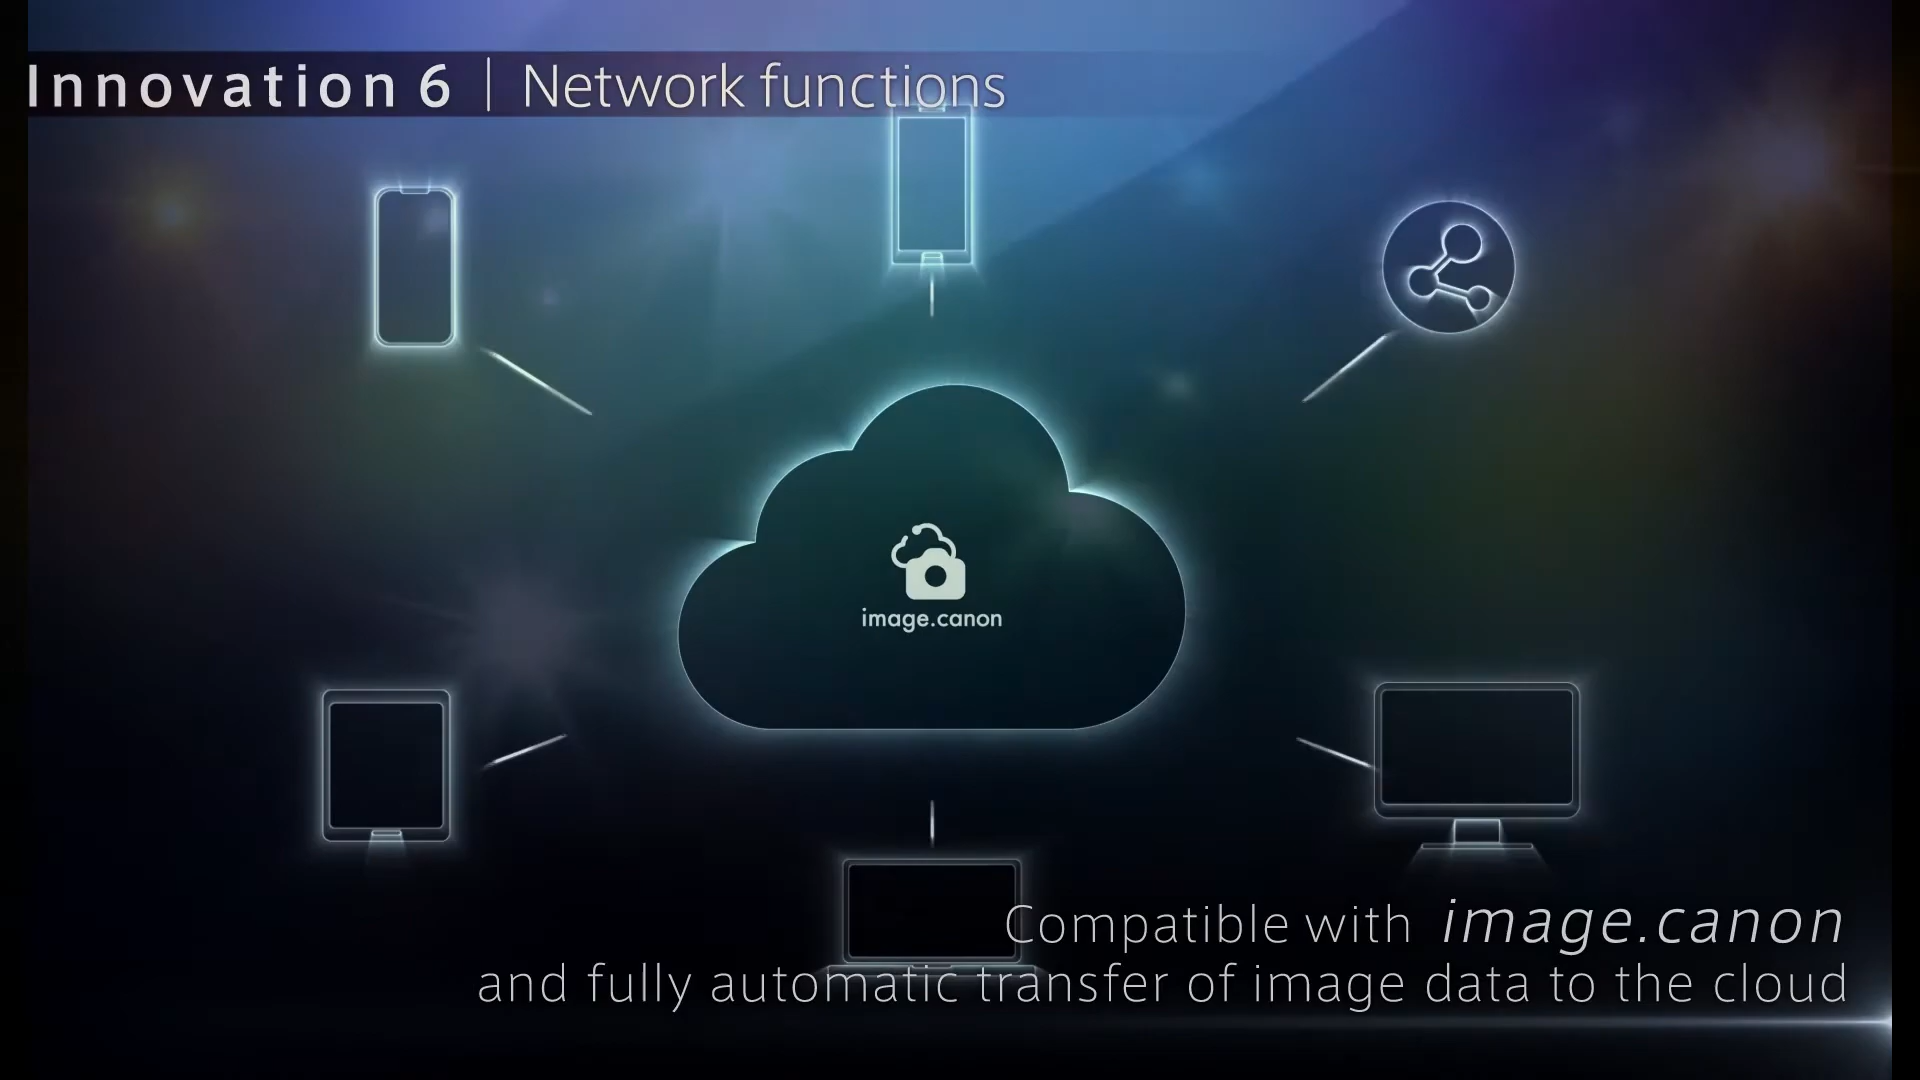 Innovation 6 | Network functions
image.canon
Compatible with image.canon
and fully automatic transfer of image data to the cloud